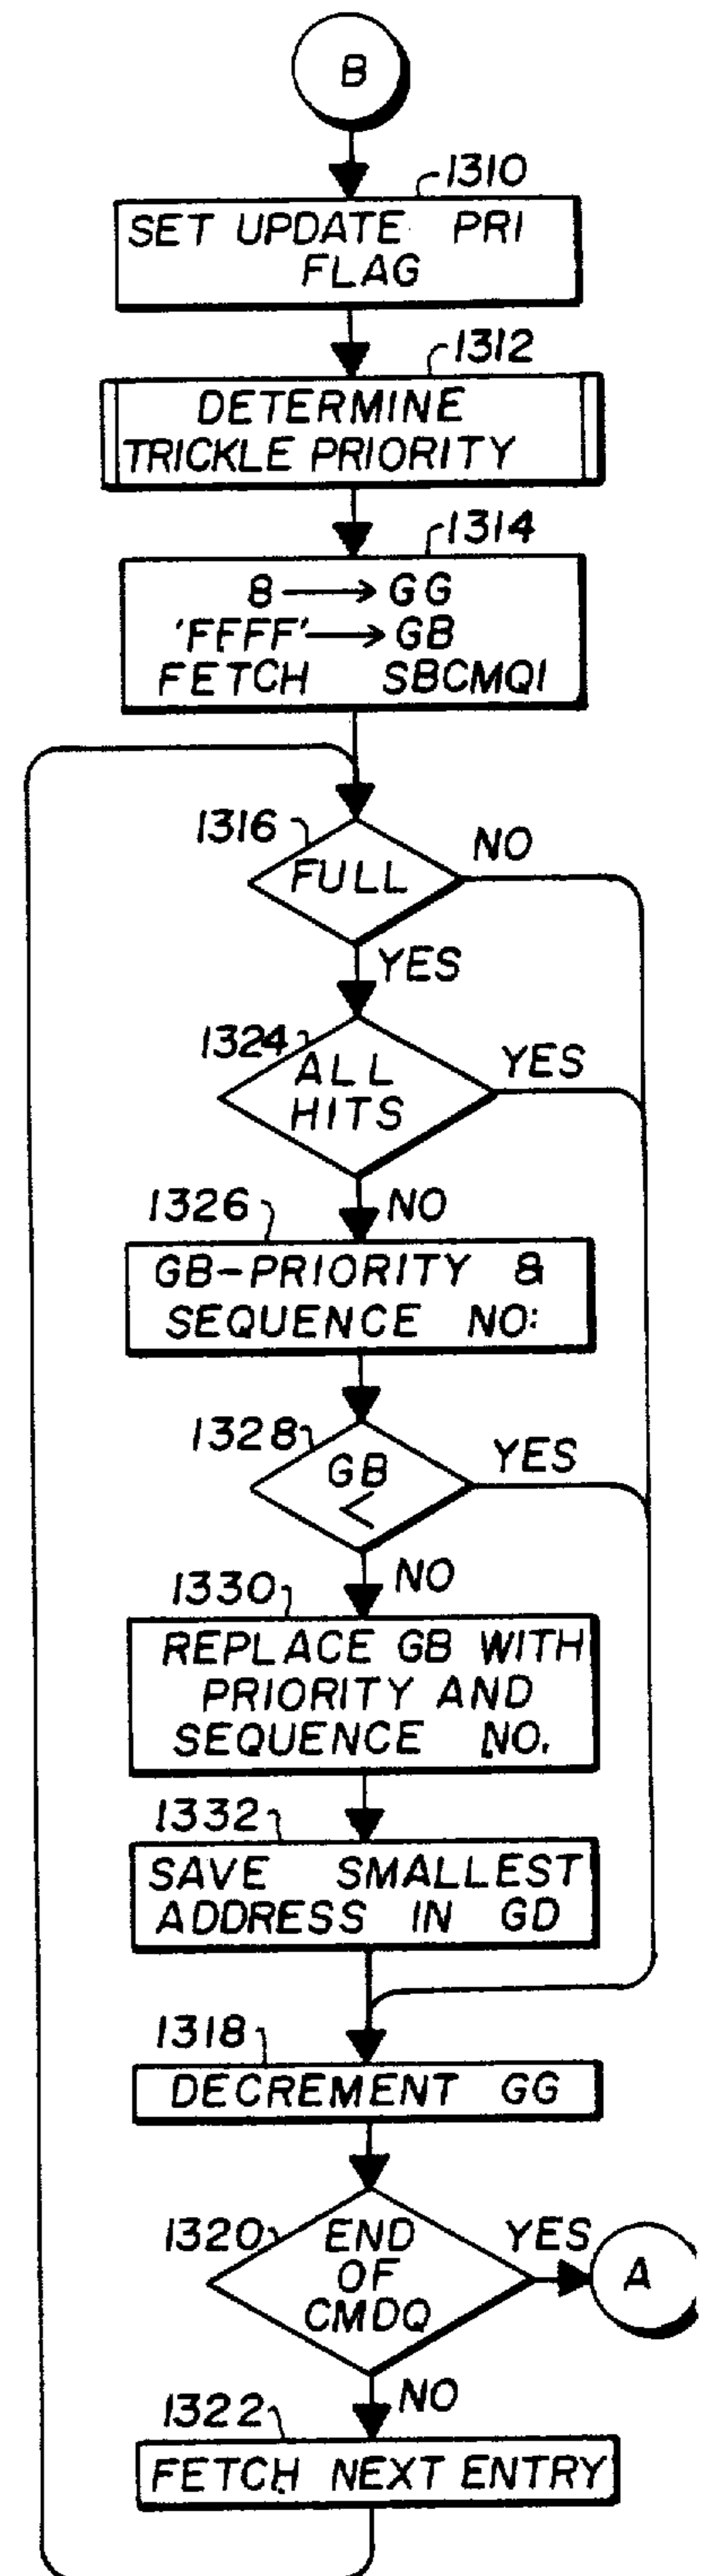 B
1310
SET UPDATE PRI
FLAG
1312
DETERMINE
TRICKLE PRIORITY
1314
8 → GG
'FFFF' → GB
FETCH SBCMQ1
1316
FULL
NO
YES
1324
ALL
HITS
YES
NO
1326
GB-PRIORITY &
SEQUENCE NO:
1328
GB
<
YES
NO
1330
REPLACE GB WITH
PRIORITY AND
SEQUENCE NO.
1332
SAVE SMALLEST
ADDRESS IN GD
1318
DECREMENT GG
1320
END
OF
CMDQ
YES
A
NO
1322
FETCH NEXT ENTRY